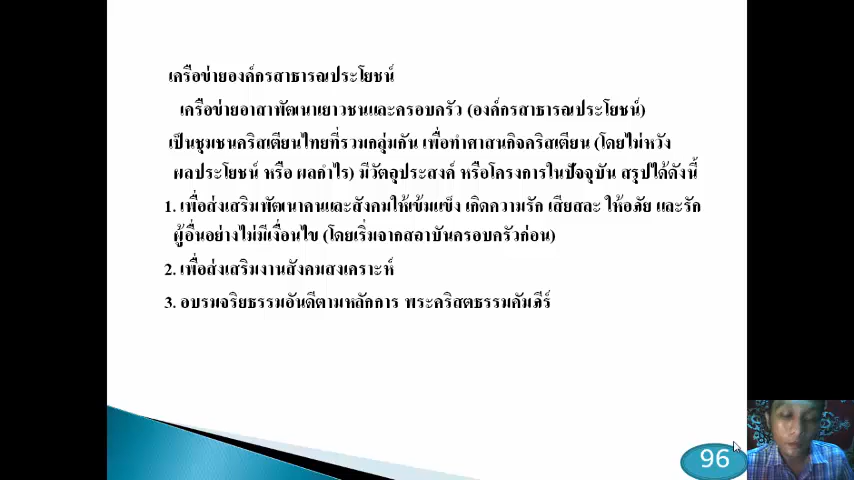 เครือข่ายองค์กรสาธารณประโยชน์
เครือข่ายอาสาพัฒนาเยาวชนและครอบครัว (องค์กรสาธารณประโยชน์)
เป็นชุมชนคริสเตียนไทยที่รวมกลุ่มกัน เพื่อทำศาสนกิจคริสเตียน (โดยไม่หวัง
ผลประโยชน์ หรือ ผลกำไร) มีวัตถุประสงค์ หรือโครงการในปัจจุบัน สรุปได้ดังนี้
1. เพื่อส่งเสริมพัฒนาคนและสังคมให้เข้มแข็ง เกิดความรัก เสียสละ ให้อภัย และรัก
ผู้อื่นอย่างไม่มีเงื่อนไข (โดยเริ่มจากสถาบันครอบครัวก่อน)
2. เพื่อส่งเสริมงานสังคมสงเคราะห์
3. อบรมจริยธรรมอันดีตามหลักการ พระคริสตธรรมคัมภีร์
96